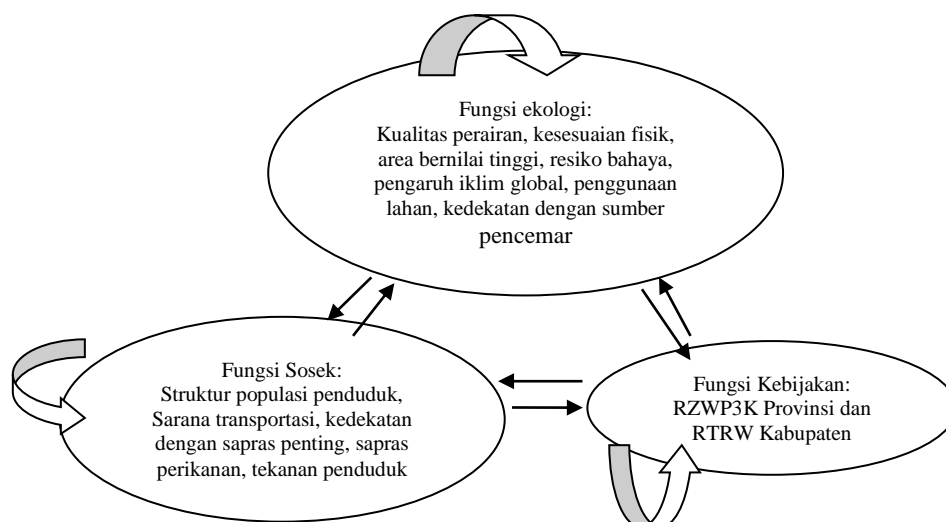 Fungsi ekologi:
Kualitas perairan, kesesuaian fisik,
area bernilai tinggi, resiko bahaya,
pengaruh iklim global, penggunaan
lahan, kedekatan dengan sumber
pencemar
Fungsi Sosek:
Struktur populasi penduduk,
Sarana transportasi, kedekatan
dengan sapras penting, sapras
perikanan, tekanan penduduk
Fungsi Kebijakan:
RZWP3K Provinsi dan
RTRW Kabupaten